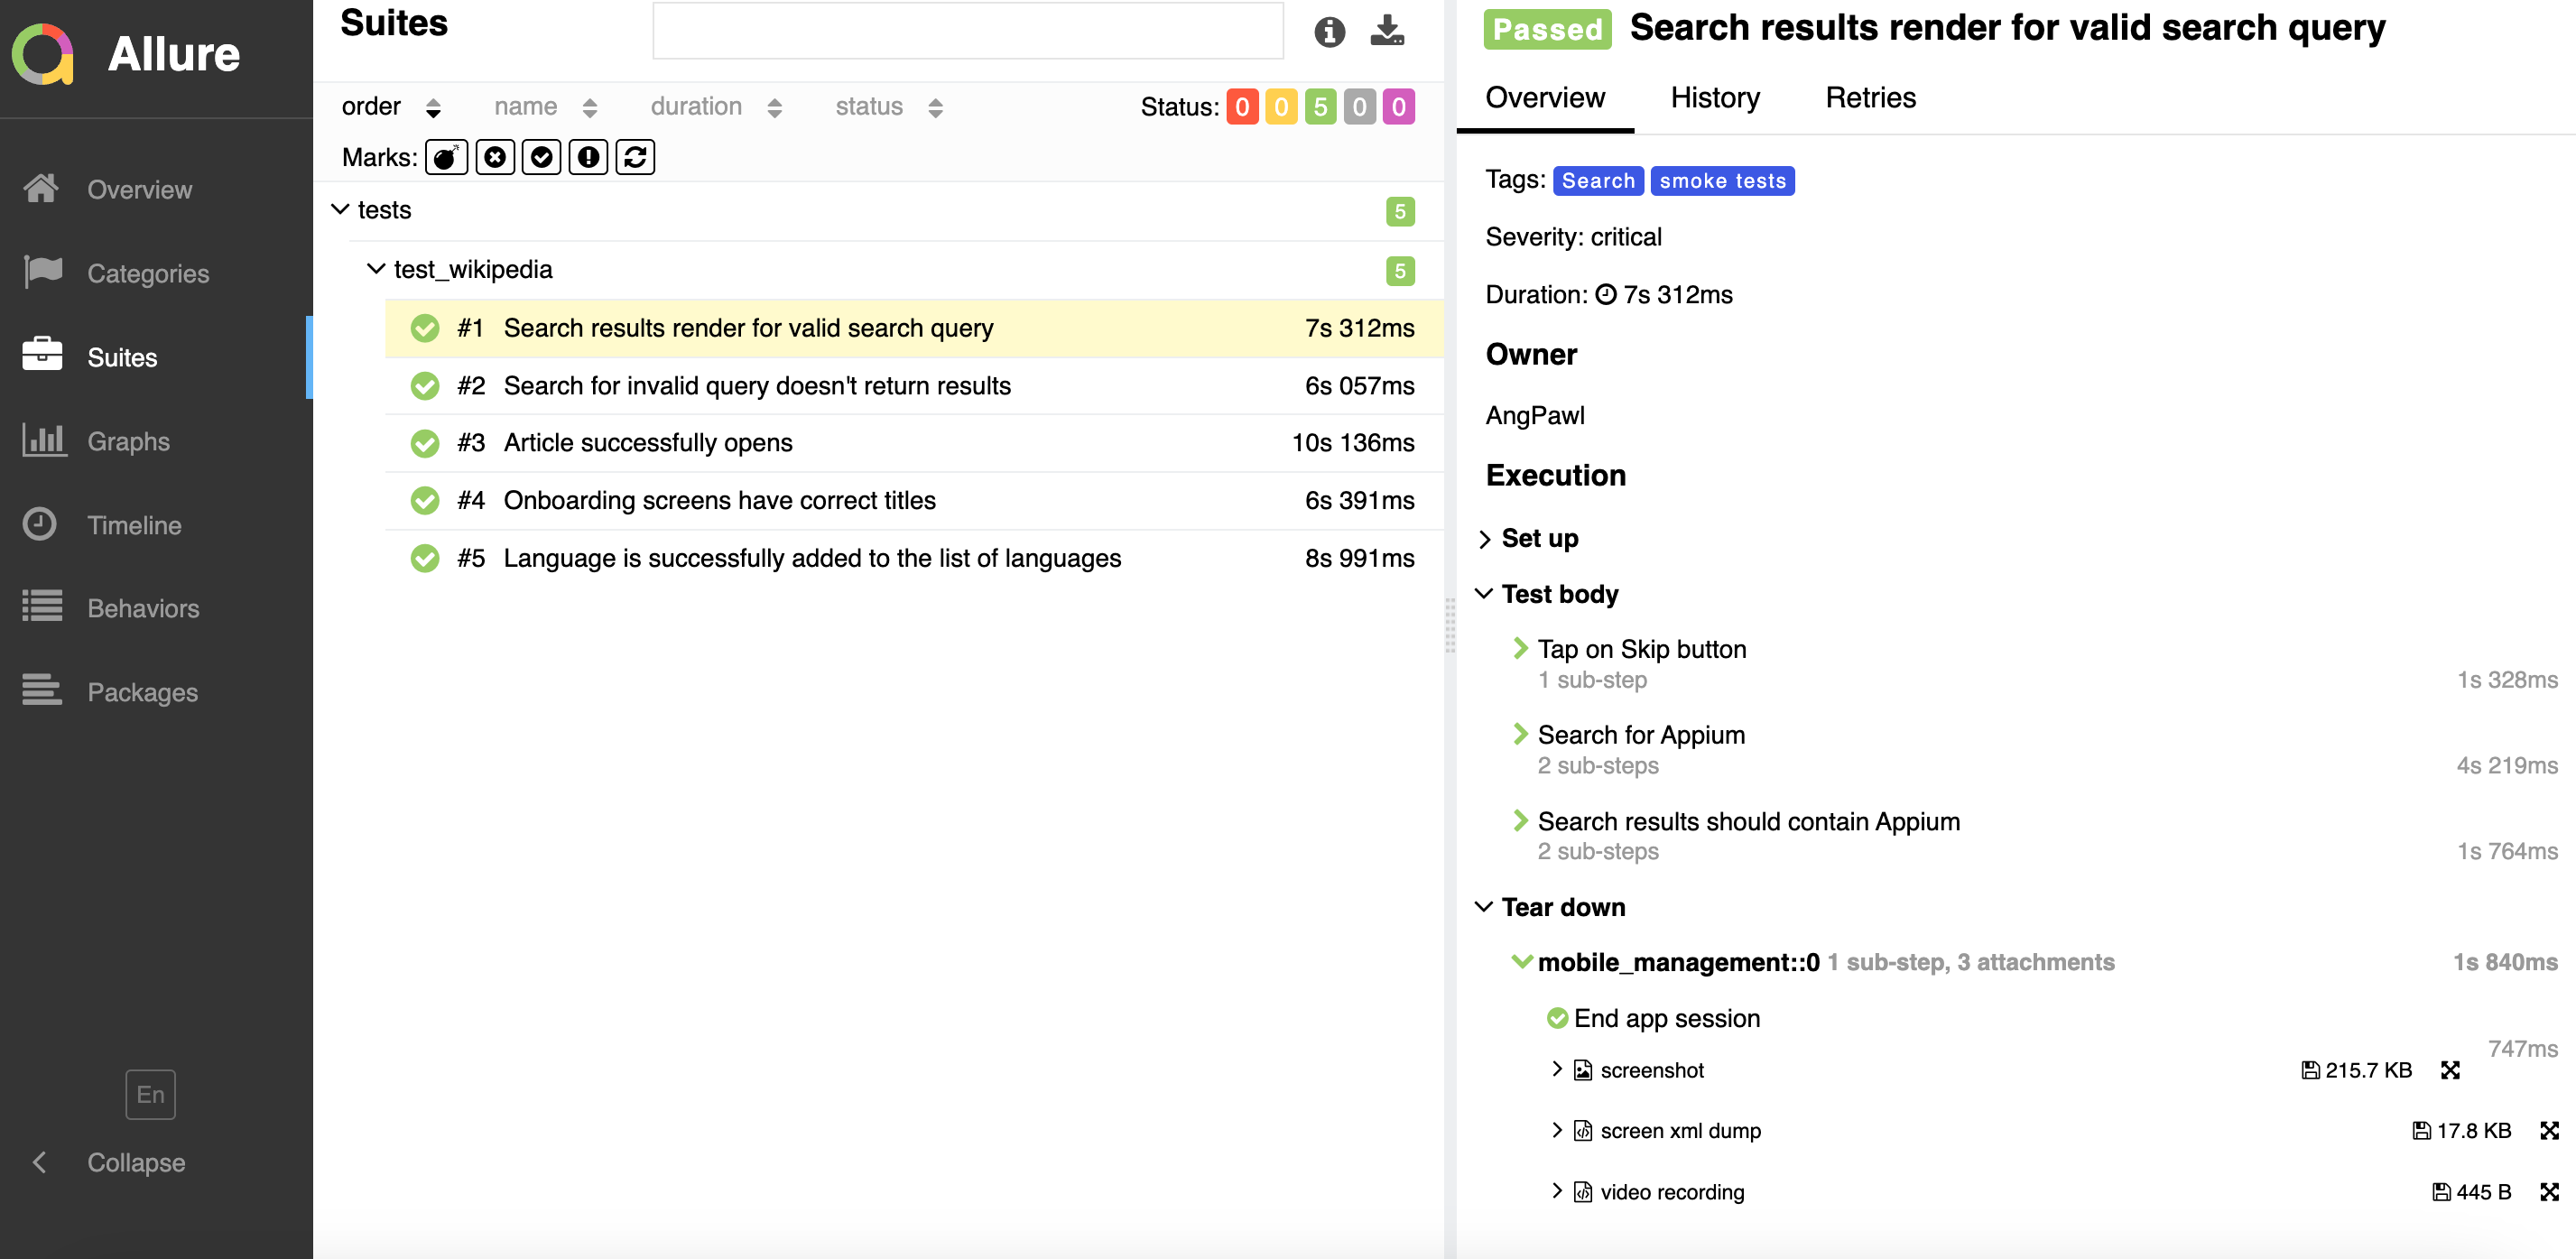 Allure
Overview
Categories
Suites
Graphs
Timeline
Behaviors
Packages
En
Collapse
Suites
order name duration status Status: 0 0 5 0 0
Marks:
tests 5
test_wikipedia 5
#1 Search results render for valid search query 7s 312ms
#2 Search for invalid query doesn't return results 6s 057ms
#3 Article successfully opens 10s 136ms
#4 Onboarding screens have correct titles 6s 391ms
#5 Language is successfully added to the list of languages 8s 991ms
Passed Search results render for valid search query
Overview History Retries
Tags: Search smoke tests
Severity: critical
Duration: 7s 312ms
Owner
AngPawl
Execution
Set up
Test body
Tap on Skip button
1 sub-step 1s 328ms
Search for Appium
2 sub-steps 4s 219ms
Search results should contain Appium
2 sub-steps 1s 764ms
Tear down
mobile_management::0 1 sub-step, 3 attachments 1s 840ms
End app session
747ms
screenshot 215.7 KB
screen xml dump 17.8 KB
video recording 445 B